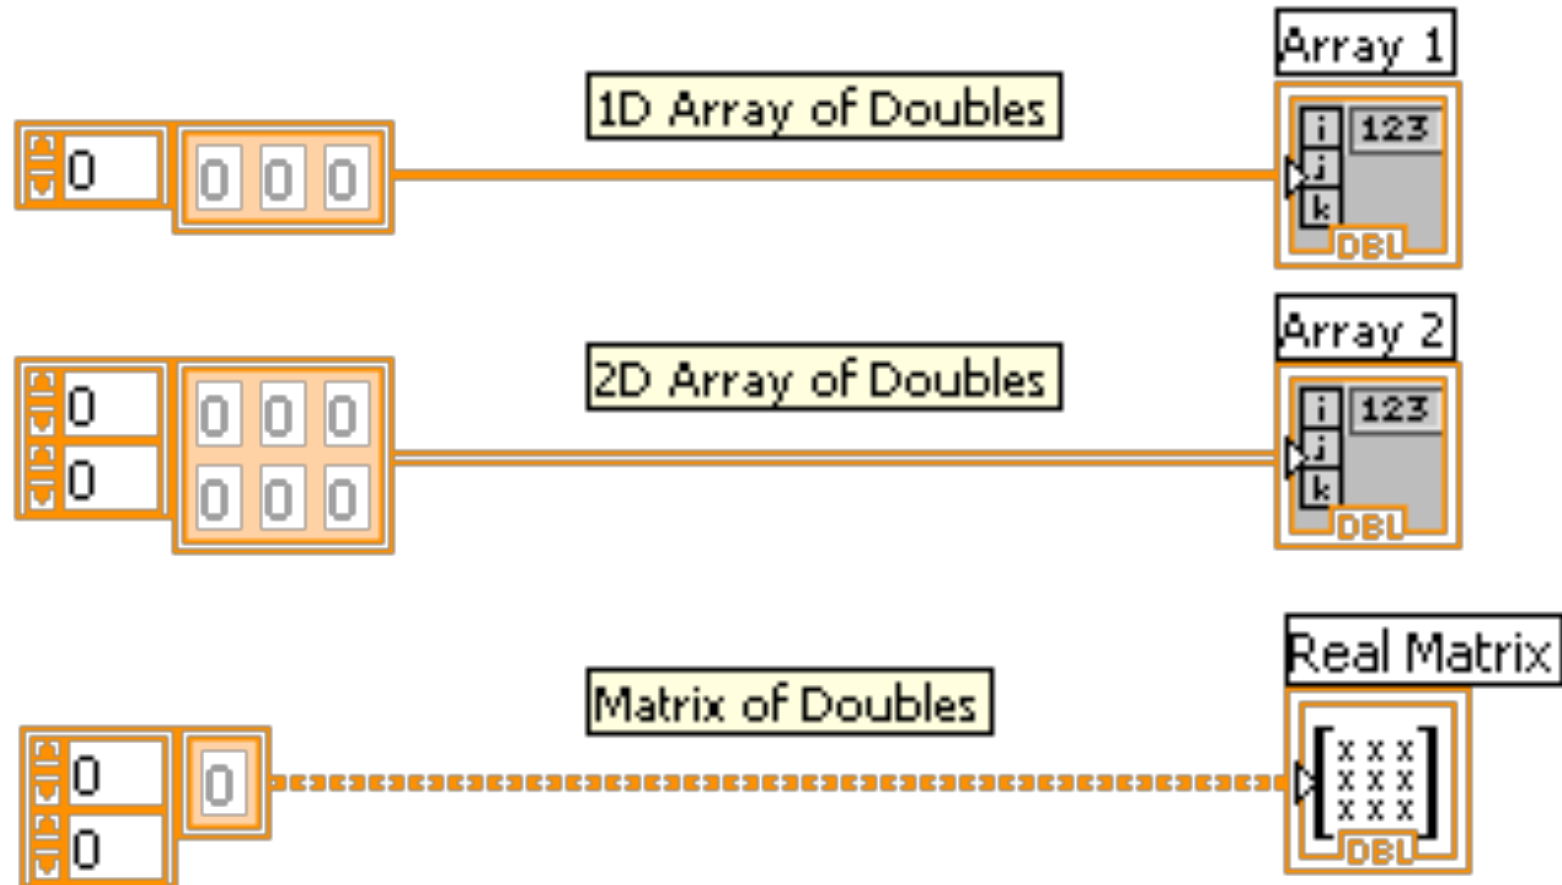 Array 1
1D Array of Doubles
0 0 0 0
i 123
j
k
DBL
Array 2
2D Array of Doubles
0 0 0 0
0 0 0 0
i 123
j
k
DBL
Real Matrix
Matrix of Doubles
0 0
0
x x x
x x x
x x x
DBL